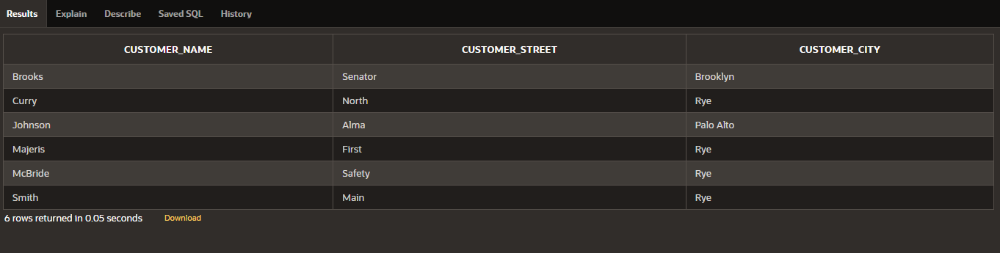 Results Explain Describe Saved SQL History
CUSTOMER_NAME CUSTOMER_STREET CUSTOMER_CITY
Brooks Senator Brooklyn
Curry North Rye
Johnson Alma Palo Alto
Majeris First Rye
McBride Safety Rye
Smith Main Rye
6 rows returned in 0.05 seconds Download